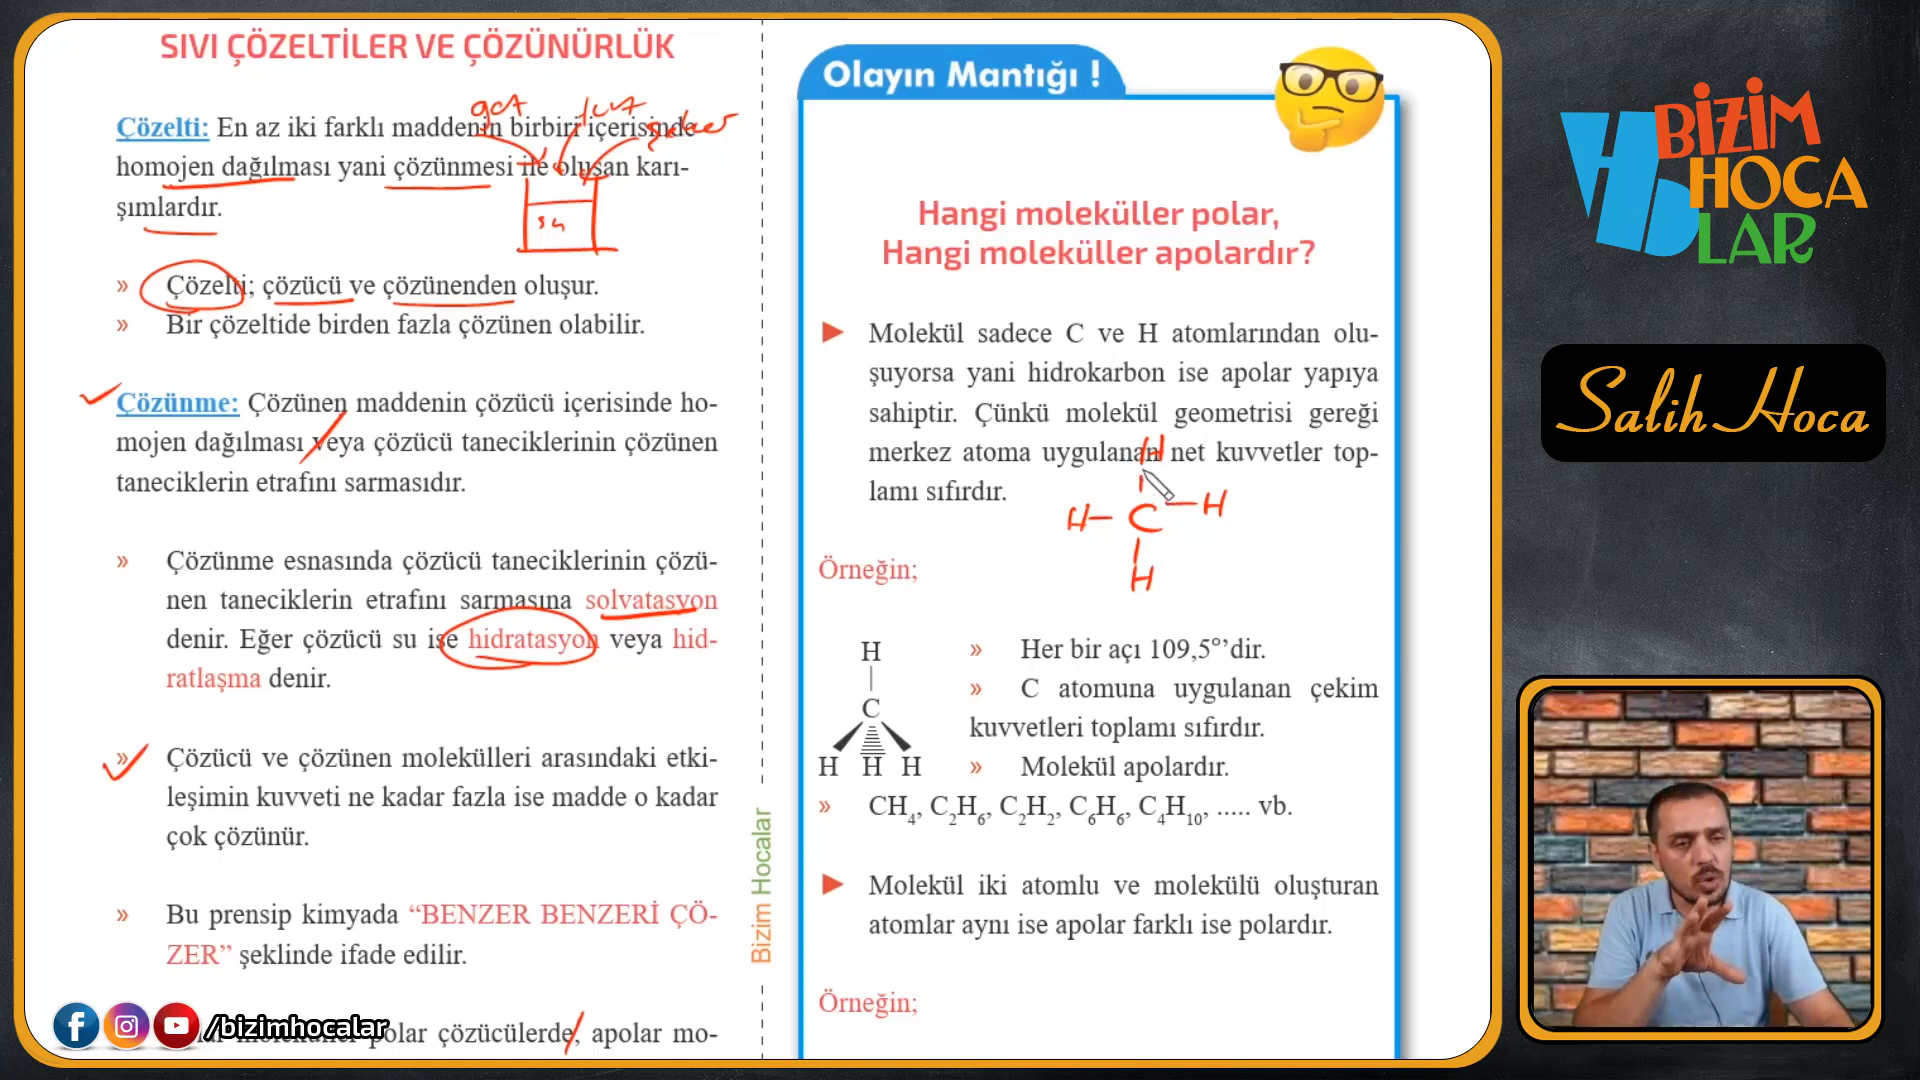 SIVI ÇÖZELTİLER VE ÇÖZÜNÜRLÜK
Çözelti: En az iki farklı maddenin birbiri içerisinde
homojen dağılması yani çözünmesi ile oluşan karı-
şımlardır.
su
» Çözelti; çözücü ve çözünenden oluşur.
» Bir çözeltide birden fazla çözünen olabilir.
Çözünme: Çözünen maddenin çözücü içerisinde ho-
mojen dağılması veya çözücü taneciklerinin çözünen
taneciklerin etrafını sarmasıdır.
» Çözünme esnasında çözücü taneciklerinin çözü-
nen taneciklerin etrafını sarmasına solvatasyon
denir. Eğer çözücü su ise hidratasyon veya hid-
ratlaşma denir.
» Çözücü ve çözünen molekülleri arasındaki etki-
leşimin kuvveti ne kadar fazla ise madde o kadar
çok çözünür.
» Bu prensip kimyada “BENZER BENZERİ ÇÖ-
ZER” şeklinde ifade edilir.
moleküller polar çözücülerde, apolar mo-
/bizimhocalar
Bizim Hocalar
Olayın Mantığı !
Hangi moleküller polar,
Hangi moleküller apolardır?
Molekül sadece C ve H atomlarından olu-
şuyorsa yani hidrokarbon ise apolar yapıya
sahiptir. Çünkü molekül geometrisi gereği
merkez atoma uygulanan net kuvvetler top-
lamı sıfırdır.
H
H – C – H
H
Örneğin;
H
C
H H H
» Her bir açı 109,5°’dir.
» C atomuna uygulanan çekim
kuvvetleri toplamı sıfırdır.
» Molekül apolardır.
» CH₄, C₂H₆, C₂H₂, C₆H₆, C₄H₁₀, ..... vb.
Molekül iki atomlu ve molekülü oluşturan
atomlar aynı ise apolar farklı ise polardır.
Örneğin;
BİZİM
HOCA
LAR
Salih Hoca